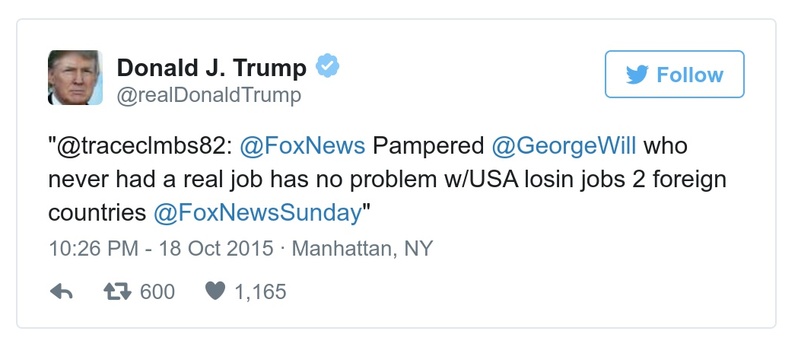 Donald J. Trump
@realDonaldTrump
Follow
"@traceclmbs82: @FoxNews Pampered @GeorgeWill who
never had a real job has no problem w/USA losin jobs 2 foreign
countries @FoxNewsSunday"
10:26 PM - 18 Oct 2015 · Manhattan, NY
600 1,165